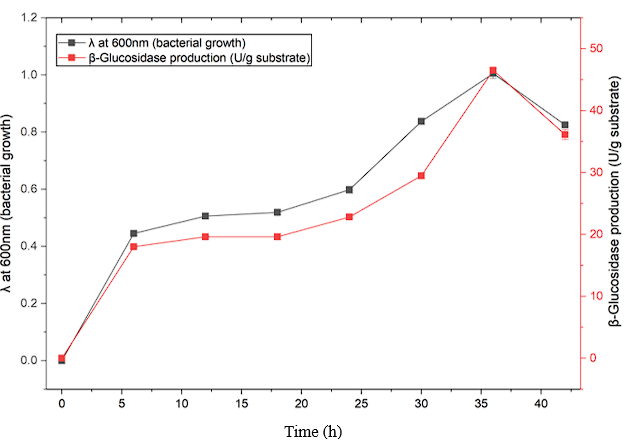 λ at 600nm (bacterial growth)
β-Glucosidase production (U/g substrate)
1.2
1.0
0.8
0.6
0.4
0.2
0.0
λ at 600nm (bacterial growth)
50
40
30
20
10
0
β-Glucosidase production (U/g substrate)
0 5 10 15 20 25 30 35 40
Time (h)